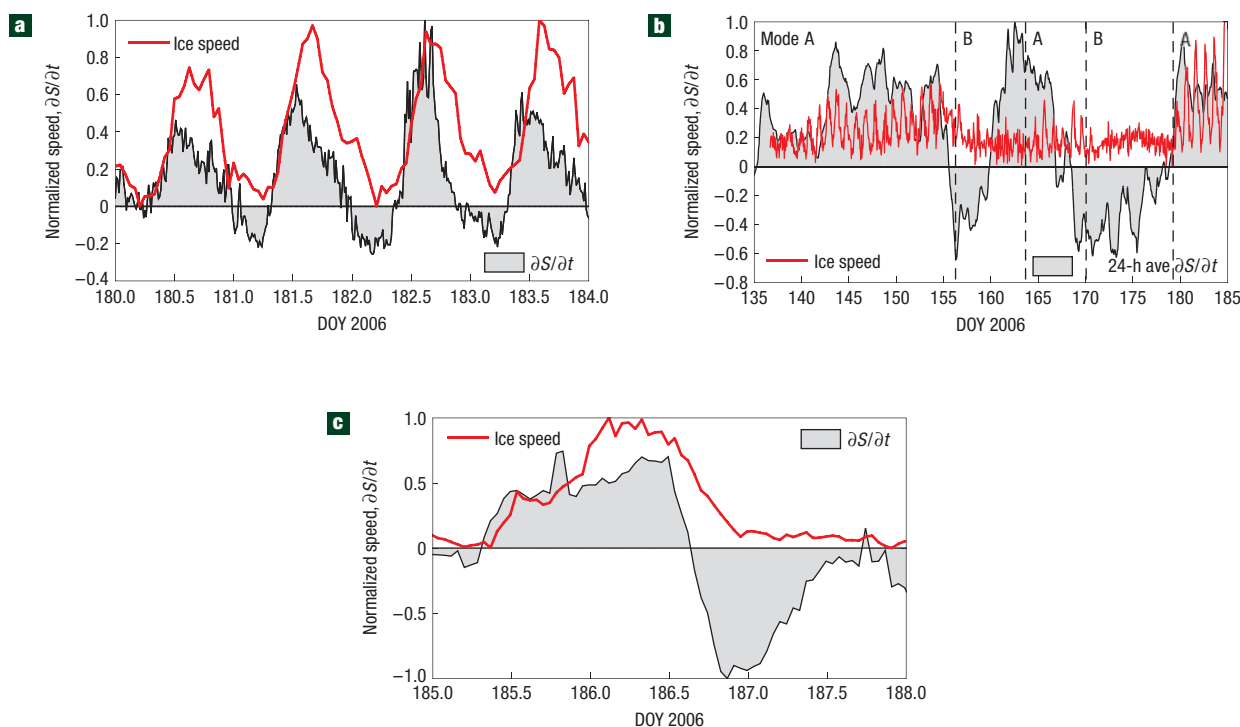 a
Ice speed
Normalized speed, ∂S/∂t
1.0
0.8
0.6
0.4
0.2
0
−0.2
−0.4
∂S/∂t
180.0 180.5 181.0 181.5 182.0 182.5 183.0 183.5 184.0
DOY 2006
b
Mode A B A B A
Normalized speed, ∂S/∂t
1.0
0.8
0.6
0.4
0.2
0
−0.2
−0.4
−0.6
−0.8
Ice speed 24-h ave ∂S/∂t
135 140 145 150 155 160 165 170 175 180 185
DOY 2006
c
Ice speed ∂S/∂t
Normalized speed, ∂S/∂t
1.0
0.5
0
−0.5
−1.0
185.0 185.5 186.0 186.5 187.0 187.5 188.0
DOY 2006